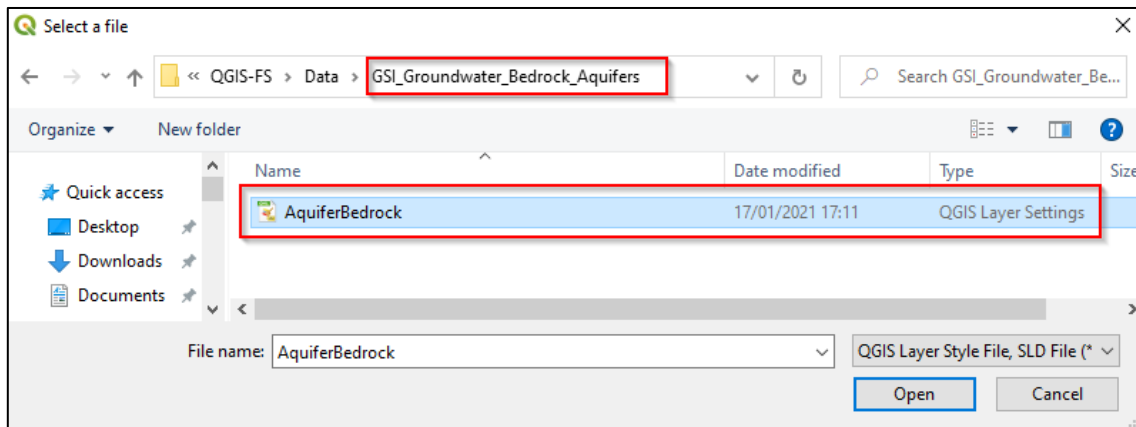 Select a file
« QGIS-FS > Data > GSI_Groundwater_Bedrock_Aquifers
Search GSI_Groundwater_Be...
Organize
New folder
Name
Date modified
Type
Size
Quick access
Desktop
Downloads
Documents
AquiferBedrock
17/01/2021 17:11
QGIS Layer Settings
File name: AquiferBedrock
QGIS Layer Style File, SLD File (*
Open
Cancel